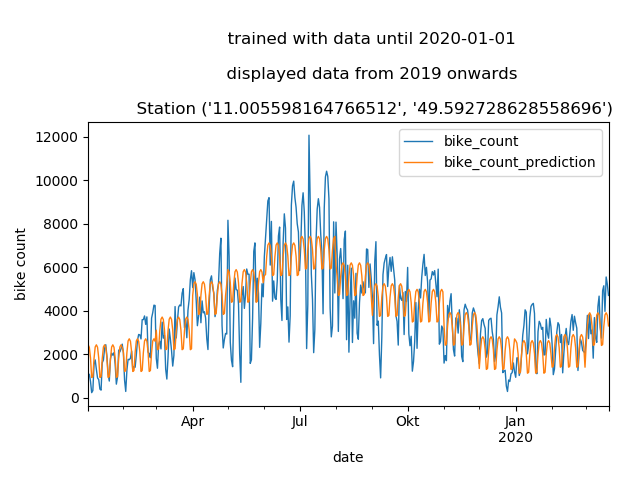 trained with data until 2020-01-01
displayed data from 2019 onwards
Station ('11.005598164766512', '49.592728628558696')
bike_count
bike_count_prediction
12000
10000
8000
6000
4000
2000
0
bike count
Apr
Jul
Okt
Jan
2020
date